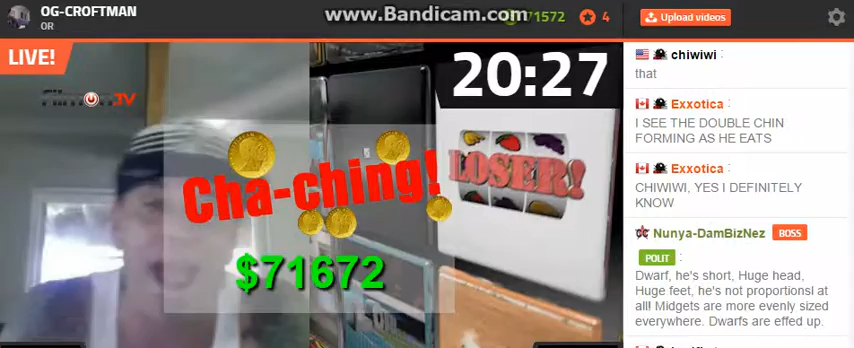 OG-CROFTMAN
OR
www.Bandicam.com
71572
4
Upload videos
LIVE!
20:27
FilmOn.TV
chiwiwi :
that
Exxotica :
I SEE THE DOUBLE CHIN
FORMING AS HE EATS
Exxotica :
CHIWIWI, YES I DEFINITELY
KNOW
Nunya-DamBizNez BOSS
POLIT :
Dwarf, he's short, Huge head,
Huge feet, he's not proportionsl at
all! Midgets are more evenly sized
everywhere. Dwarfs are effed up.
Cha-ching!
$71672
LOSER!